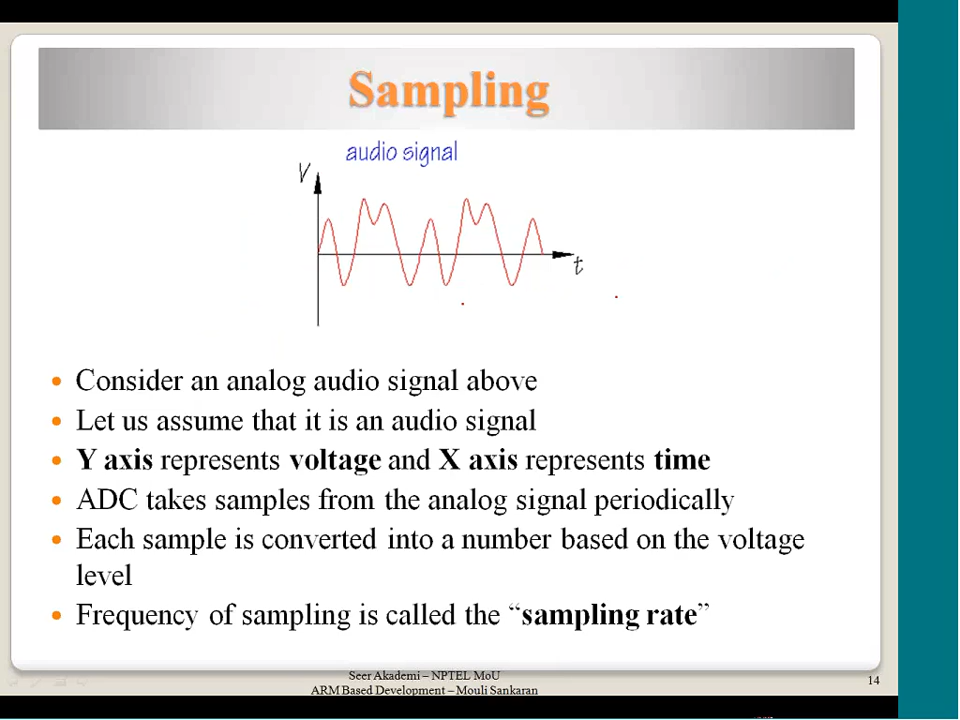 Sampling
audio signal
V
t
Consider an analog audio signal above
Let us assume that it is an audio signal
Y axis represents voltage and X axis represents time
ADC takes samples from the analog signal periodically
Each sample is converted into a number based on the voltage
level
Frequency of sampling is called the “sampling rate”
Seer Akademi – NPTEL MoU
ARM Based Development – Mouli Sankaran
14